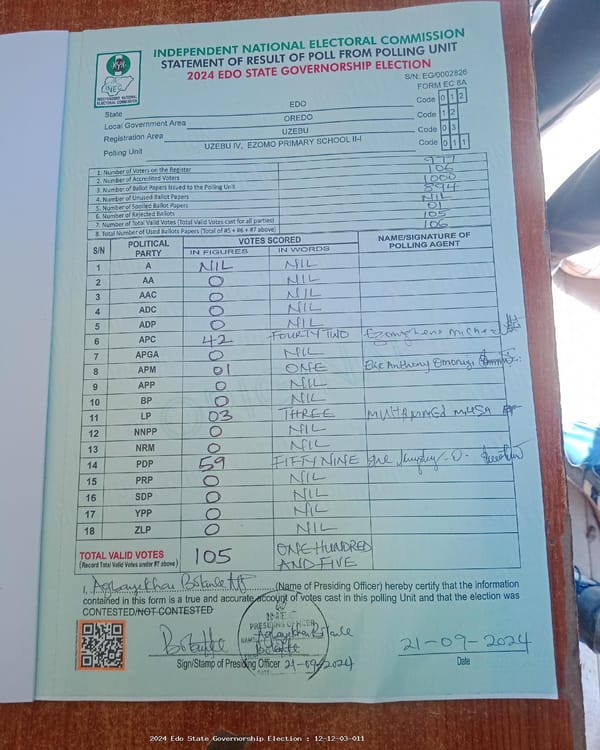 INDEPENDENT NATIONAL ELECTORAL COMMISSION
STATEMENT OF RESULT OF POLL FROM POLLING UNIT
2024 EDO STATE GOVERNORSHIP ELECTION
S/N: EG/0002826
FORM EC 8A
INEC
INDEPENDENT NATIONAL ELECTORAL COMMISSION
State EDO Code 0 1 2
Local Government Area OREDO Code 1 2
Registration Area UZEBU Code 0 3
Polling Unit UZEBU IV, EZOMO PRIMARY SCHOOL II-I Code 0 1 1
1. Number of Voters on the Register 977
2. Number of Accredited Voters 106
3. Number of Ballot Papers Issued to the Polling Unit 1000
4. Number of Unused Ballot Papers 894
5. Number of Spoiled Ballot Papers NIL
6. Number of Rejected Ballots 01
7. Number of Total Valid Votes (Total Valid Votes cast for all parties) 105
8. Total Number of Used Ballots Papers (Total of #5 + #6 + #7 above) 106
S/N POLITICAL PARTY VOTES SCORED NAME/SIGNATURE OF POLLING AGENT
IN FIGURES IN WORDS
1 A NIL NIL
2 AA 0 NIL
3 AAC 0 NIL
4 ADC 0 NIL
5 ADP 0 NIL
6 APC 42 FOURTY TWO
7 APGA 0 NIL
8 APM 01 ONE Eke Anthony
9 APP 0 NIL
10 BP 0 NIL
11 LP 03 THREE MUHAMMED MUSA
12 NNPP 0 NIL
13 NRM 0 NIL
14 PDP 59 FIFTY NINE
15 PRP 0 NIL
16 SDP 0 NIL
17 YPP 0 NIL
18 ZLP 0 NIL
TOTAL VALID VOTES 105 ONE HUNDRED AND FIVE
(Record Total Valid Votes under #7 above)
I, (Name of Presiding Officer) hereby certify that the information
contained in this form is a true and accurate account of votes cast in this polling Unit and that the election was
CONTESTED/NOT CONTESTED
INEC
PRESIDING OFFICER
21-09-2024
Sign/Stamp of Presiding Officer 21-09-2024 Date
2024 Edo State Governorship Election : 12-12-03-011